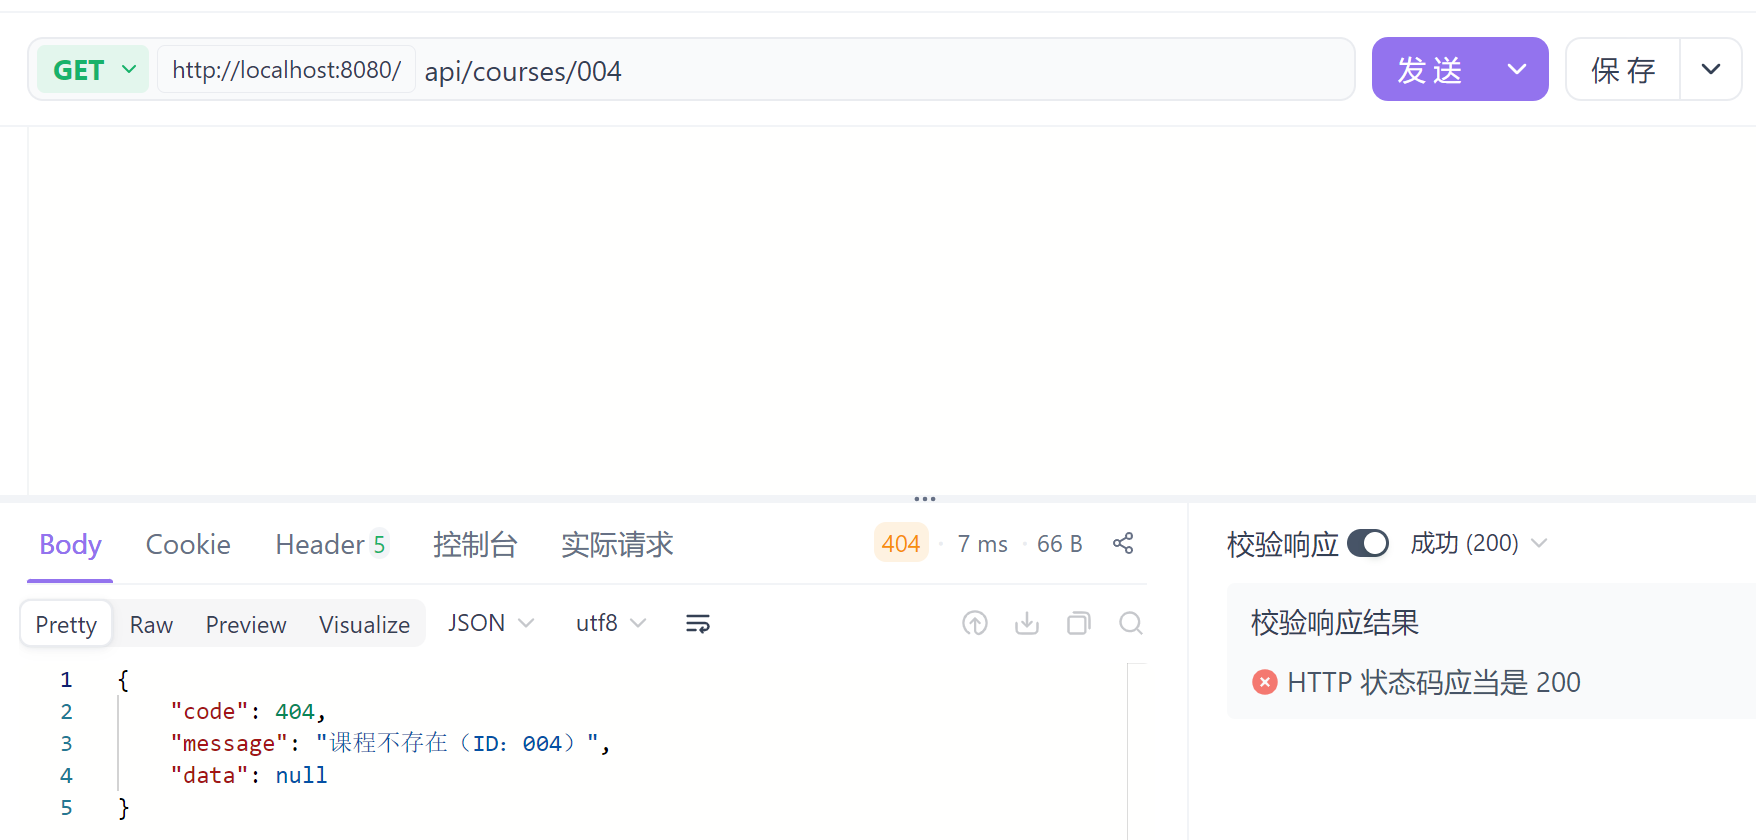 GET http://localhost:8080/ api/courses/004 发送 保存
Body Cookie Header 5 控制台 实际请求 404 7 ms 66 B 校验响应 成功 (200)
Pretty Raw Preview Visualize JSON utf8
校验响应结果
HTTP 状态码应当是 200
1 {
2 "code": 404,
3 "message": "课程不存在（ID：004）",
4 "data": null
5 }